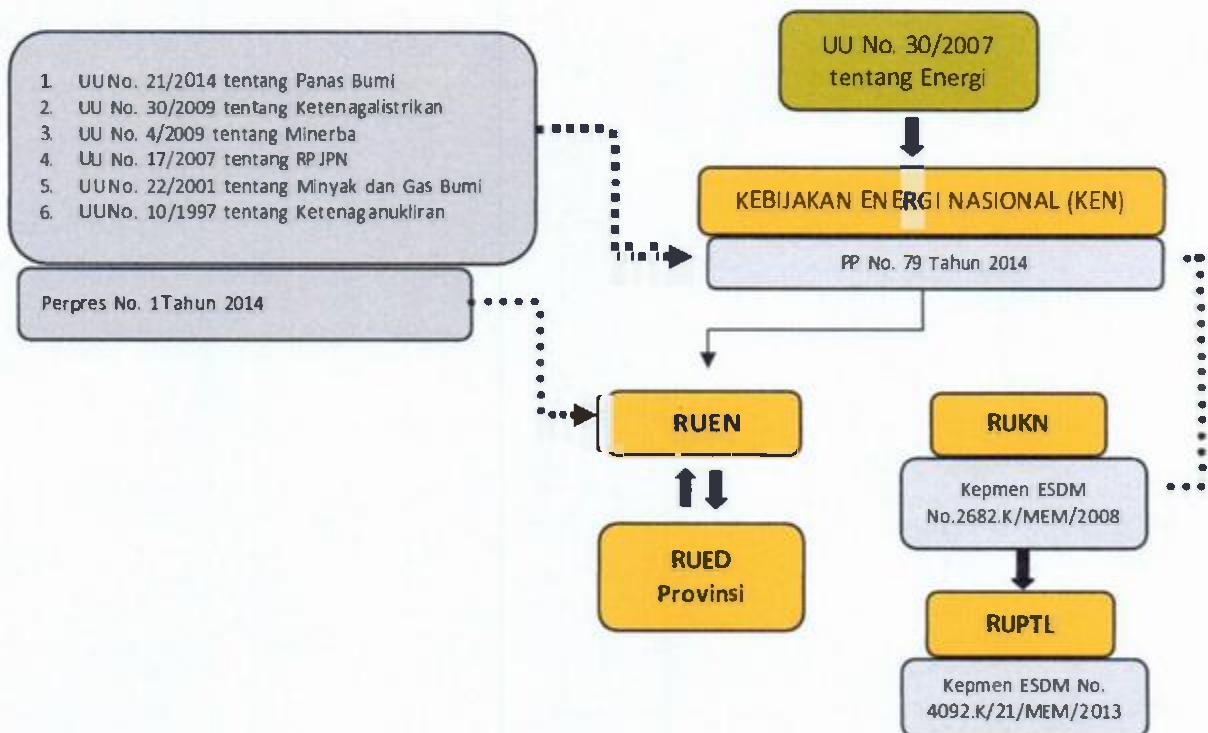 1. UU No. 21/2014 tentang Panas Bumi
2. UU No. 30/2009 tentang Ketenagalistrikan
3. UU No. 4/2009 tentang Minerba
4. UU No. 17/2007 tentang RPJPN
5. UU No. 22/2001 tentang Minyak dan Gas Bumi
6. UU No. 10/1997 tentang Ketenaganukliran
Perpres No. 1 Tahun 2014
UU No. 30/2007
tentang Energi
KEBIJAKAN ENERGI NASIONAL (KEN)
PP No. 79 Tahun 2014
RUEN
RUED
Provinsi
RUKN
Kepmen ESDM
No.2682.K/MEM/2008
RUPTL
Kepmen ESDM No.
4092.K/21/MEM/2013